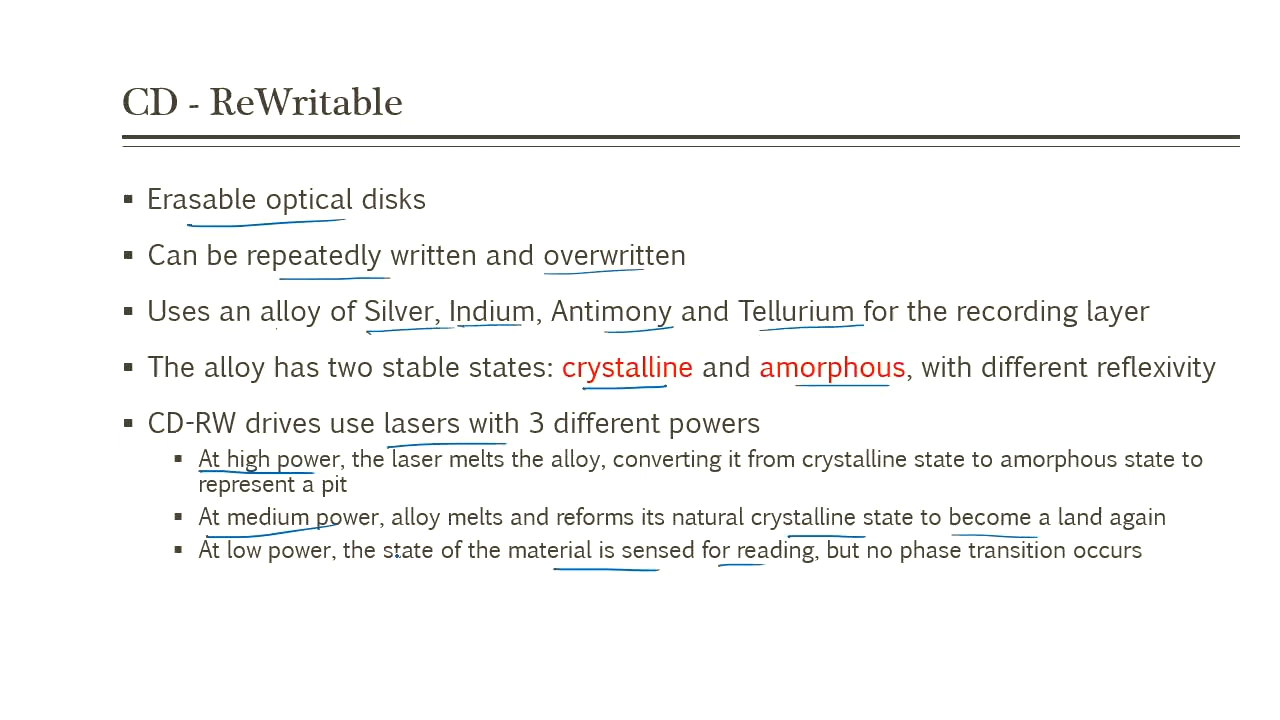 CD - ReWritable
▪ Erasable optical disks
▪ Can be repeatedly written and overwritten
▪ Uses an alloy of Silver, Indium, Antimony and Tellurium for the recording layer
▪ The alloy has two stable states: crystalline and amorphous, with different reflexivity
▪ CD-RW drives use lasers with 3 different powers
▪ At high power, the laser melts the alloy, converting it from crystalline state to amorphous state to
represent a pit
▪ At medium power, alloy melts and reforms its natural crystalline state to become a land again
▪ At low power, the state of the material is sensed for reading, but no phase transition occurs